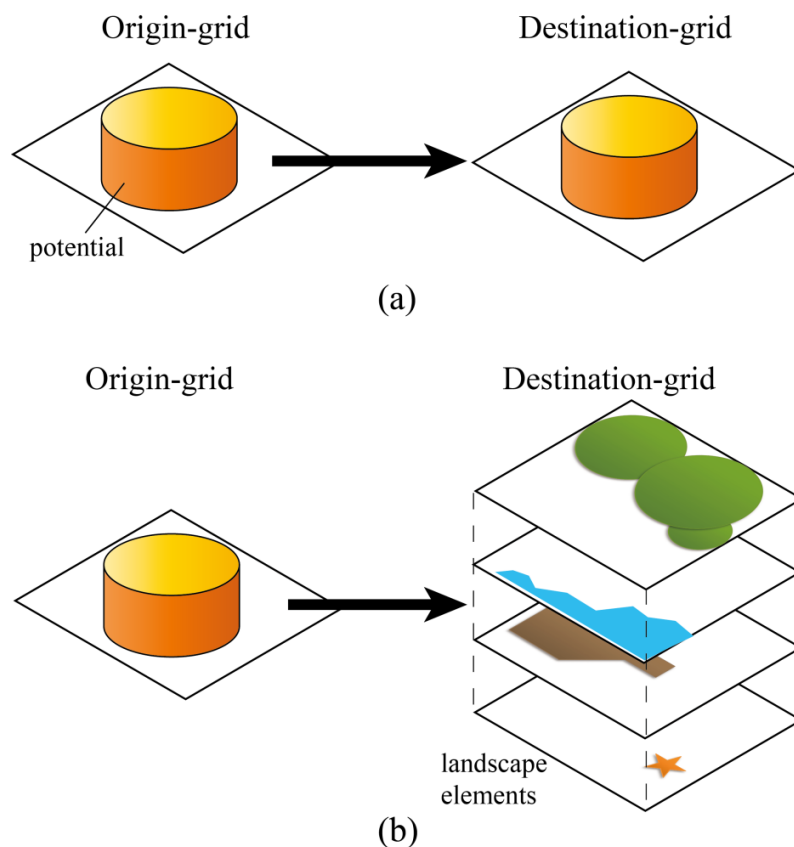 Origin-grid
Destination-grid
potential
(a)
Origin-grid
Destination-grid
landscape
elements
(b)